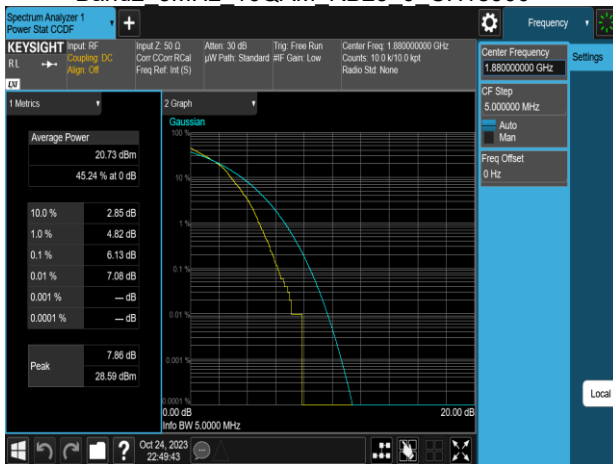 Spectrum Analyzer 1
Power Stat CCDF
Frequency
KEYSIGHT
RL
LXI
Input: RF
Coupling: DC
Align: Off
Input Z: 50 Ω
Corr CCorr RCal
Freq Ref: Int (S)
Atten: 30 dB
µW Path: Standard
Trig: Free Run
#IF Gain: Low
Center Freq: 1.880000000 GHz
Counts: 10.0 k/10.0 kpt
Radio Std: None
Center Frequency
1.880000000 GHz
Settings
CF Step
5.000000 MHz
Auto
Man
Freq Offset
0 Hz
Local
1 Metrics
Average Power
20.73 dBm
45.24 % at 0 dB
10.0 % 2.85 dB
1.0 % 4.82 dB
0.1 % 6.13 dB
0.01 % 7.08 dB
0.001 % --- dB
0.0001 % --- dB
Peak
7.86 dB
28.59 dBm
2 Graph
Gaussian
100 %
10 %
1 %
0.1 %
0.01 %
0.001 %
0.0001 %
0.00 dB
20.00 dB
Info BW 5.0000 MHz
?
Oct 24, 2023
22:49:43